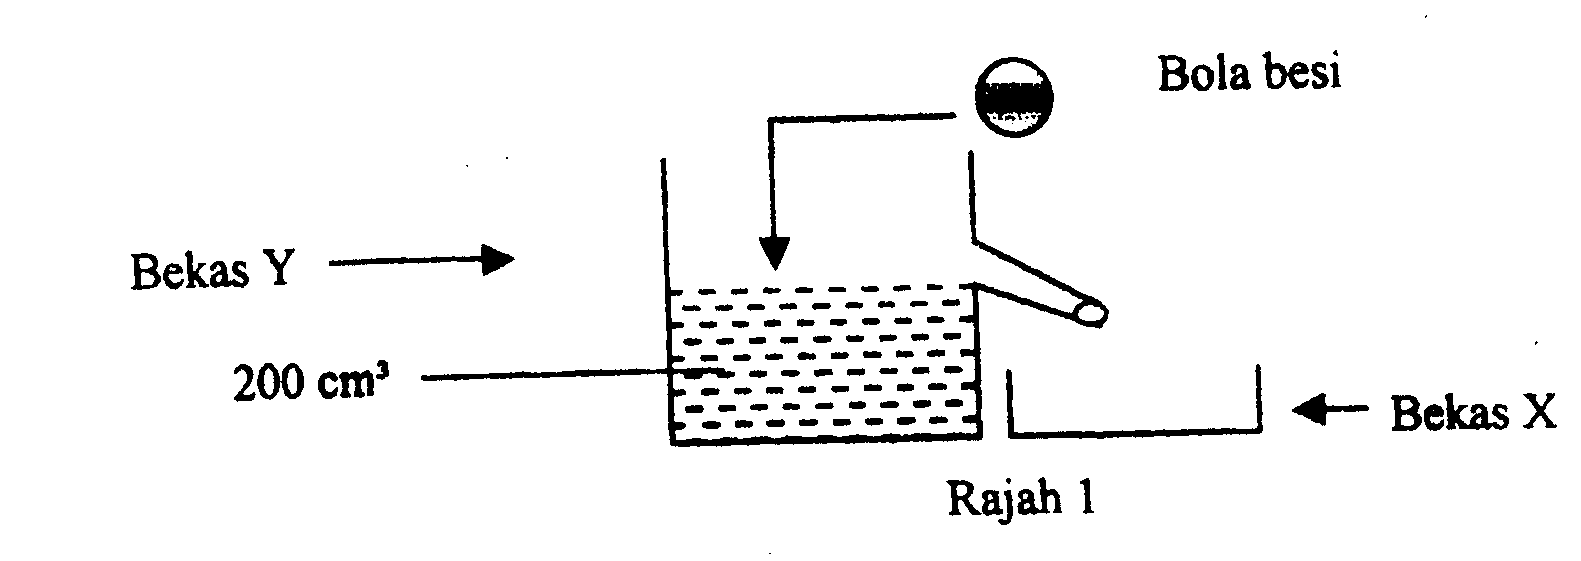 Bola besi
Bekas Y
200 cm³
Bekas X
Rajah 1